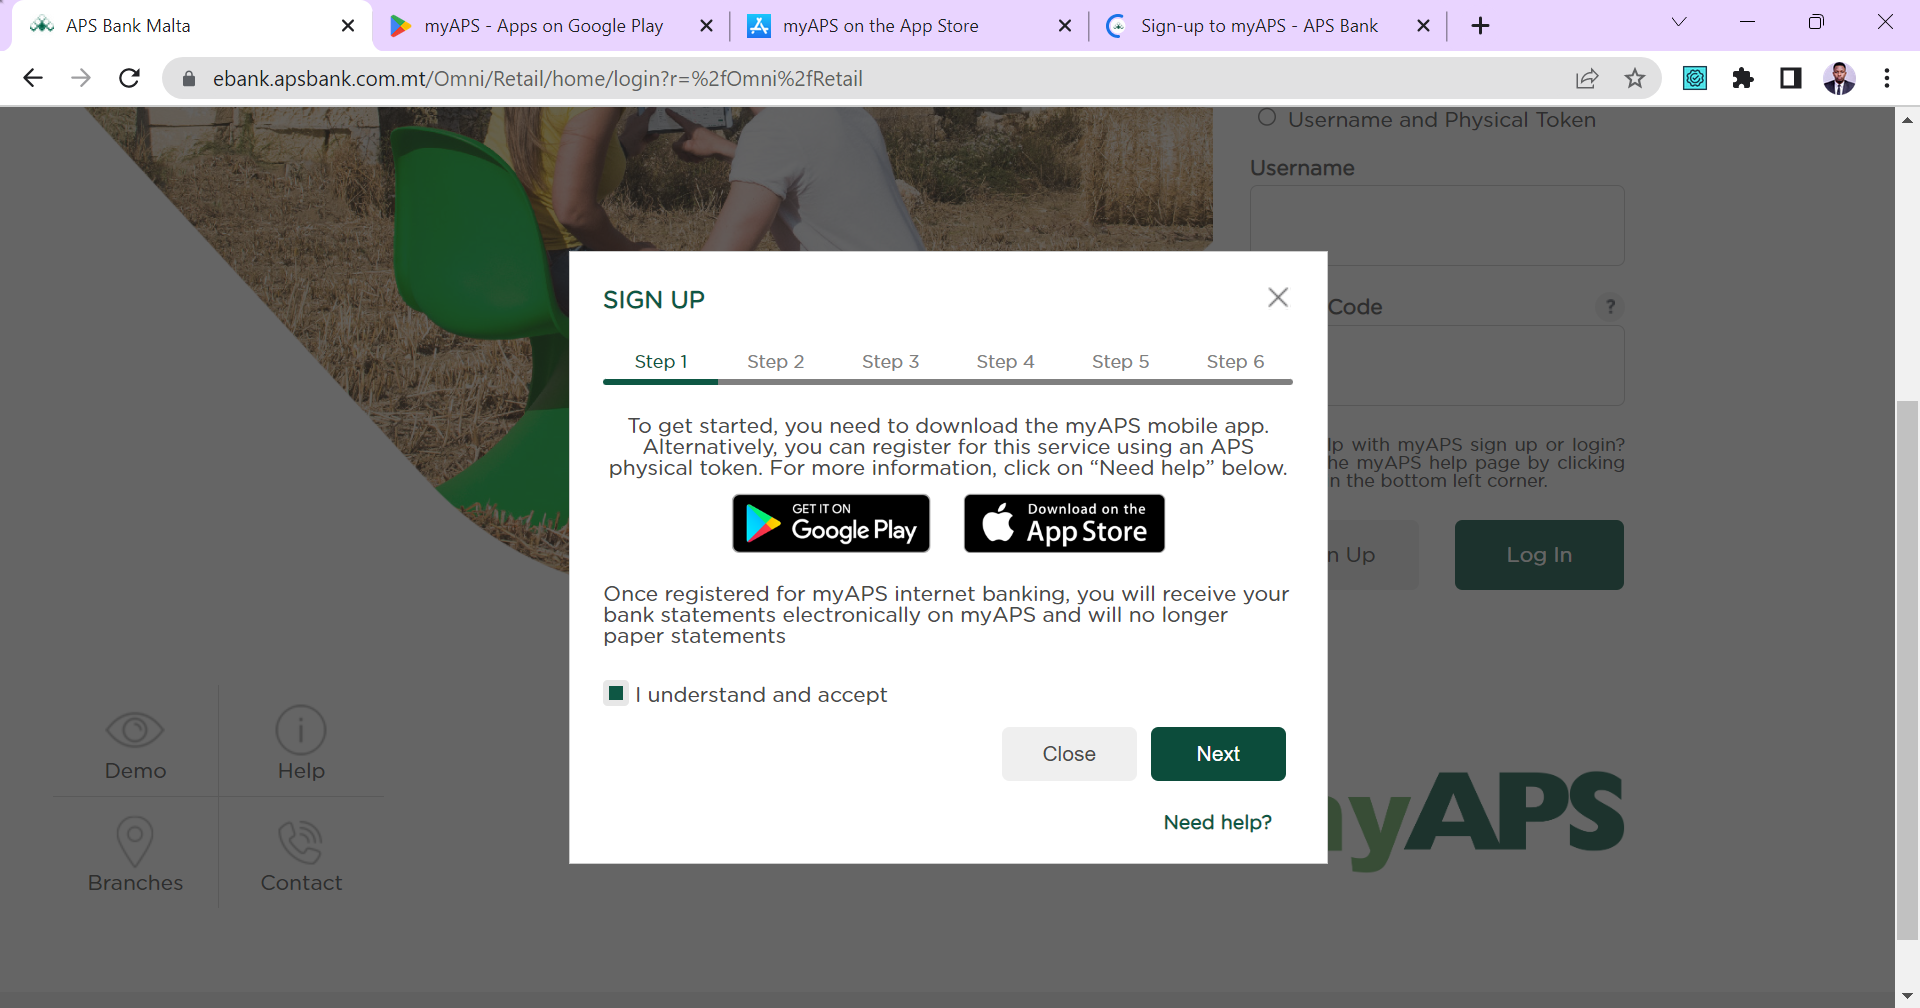 APS Bank Malta
myAPS - Apps on Google Play
myAPS on the App Store
Sign-up to myAPS - APS Bank
ebank.apsbank.com.mt/Omni/Retail/home/login?r=%2fOmni%2fRetail
Username and Physical Token
Username
Code
?
lp with myAPS sign up or login?
he myAPS help page by clicking
n the bottom left corner.
n Up
Log In
SIGN UP
Step 1 Step 2 Step 3 Step 4 Step 5 Step 6
To get started, you need to download the myAPS mobile app.
Alternatively, you can register for this service using an APS
physical token. For more information, click on “Need help” below.
GET IT ON
Google Play
Download on the
App Store
Once registered for myAPS internet banking, you will receive your
bank statements electronically on myAPS and will no longer
paper statements
I understand and accept
Close
Next
Need help?
Demo
Help
Branches
Contact
yAPS